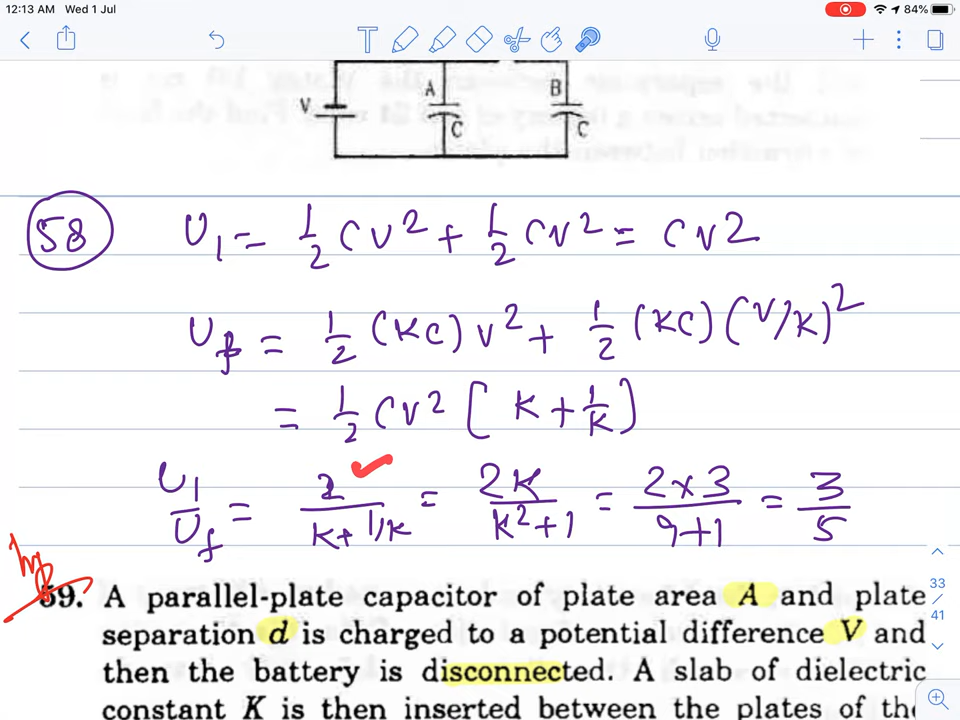 12:13 AM Wed 1 Jul
84%
T
V
A
C
B
C
58
U₁ = 1/2 CV² + 1/2 CV² = CV2
U_f = 1/2 (KC) V² + 1/2 (KC) (V/K)²
= 1/2 CV² [ K + 1/K )
U₁/U_f = 2/(K + 1/K) = 2K/(K² + 1) = 2×3/(9+1) = 3/5
Imp
59. A parallel-plate capacitor of plate area A and plate
separation d is charged to a potential difference V and
then the battery is disconnected. A slab of dielectric
constant K is then inserted between the plates of the
33
/
41